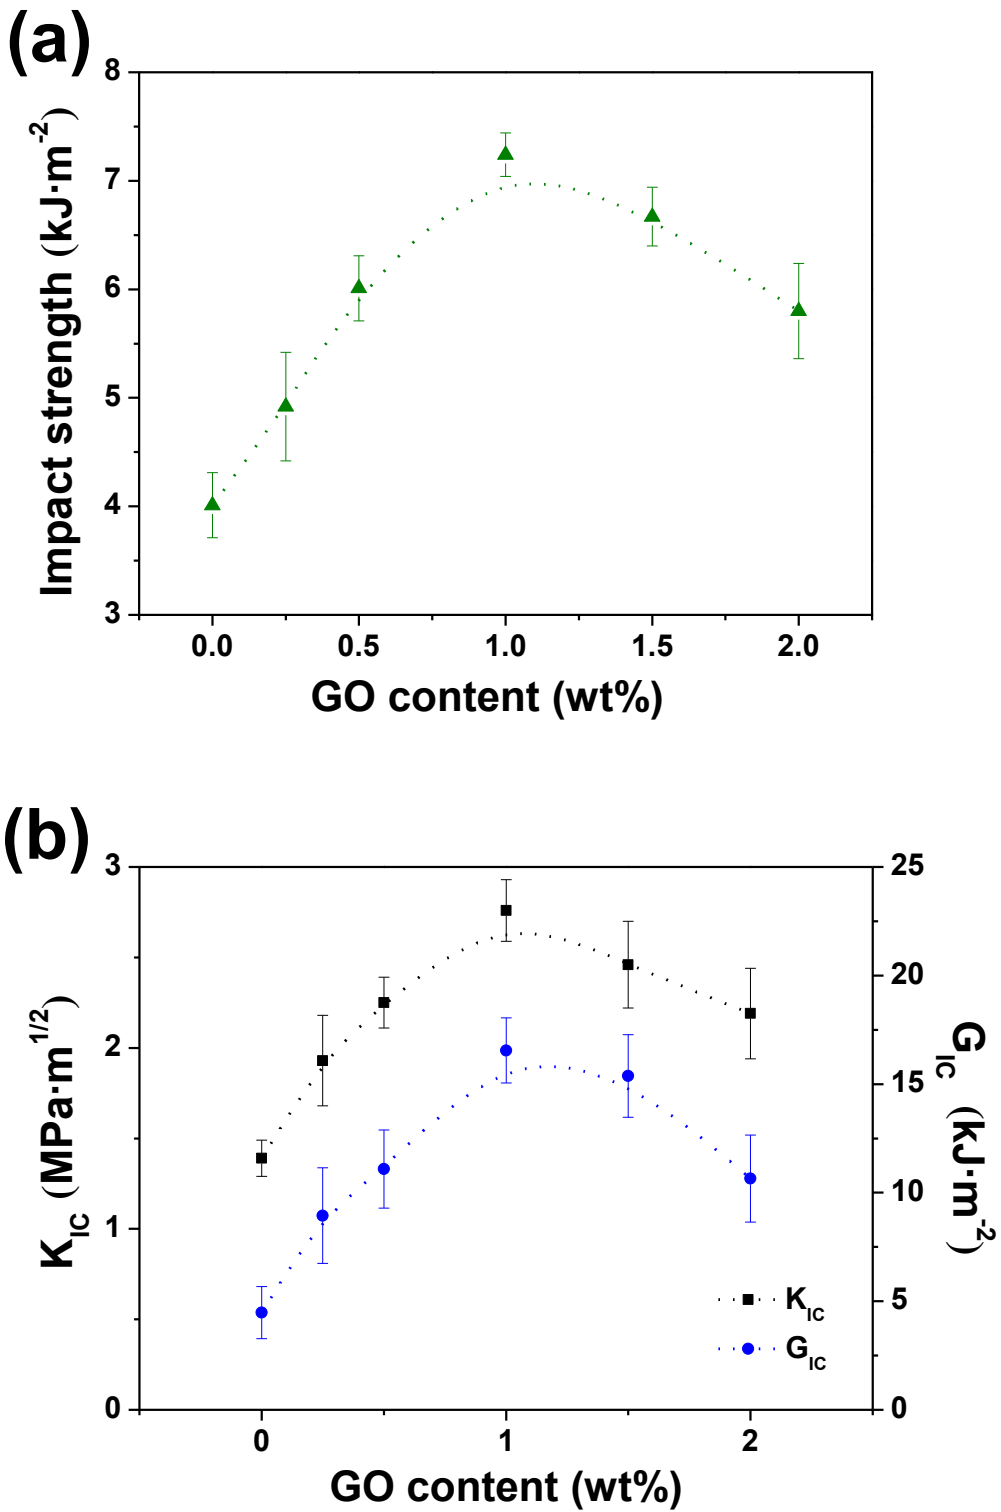 (a)
8
7
6
5
4
3
Impact strength (kJ·m-2)
0.0 0.5 1.0 1.5 2.0
GO content (wt%)
(b)
3
2
1
0
KIC (MPa·m1/2)
25
20
15
10
5
0
GIC (kJ·m-2)
KIC
GIC
0 1 2
GO content (wt%)